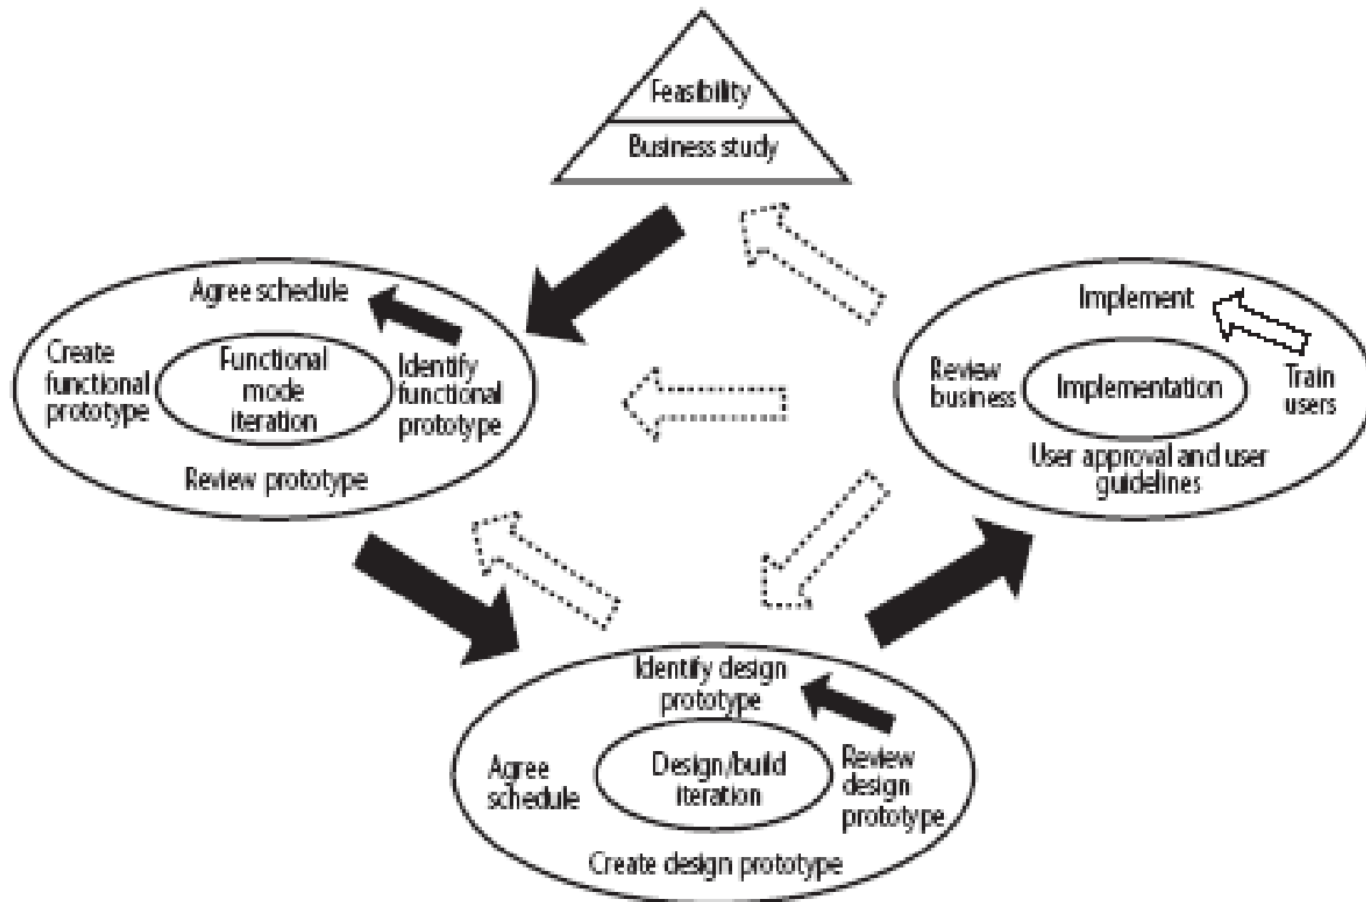 Feasibility
Business study
Agree schedule
Create
functional
prototype
Functional
mode
iteration
Identify
functional
prototype
Review prototype
Implement
Review
business
Implementation
Train
users
User approval and user
guidelines
Identify design
prototype
Agree
schedule
Design/build
iteration
Review
design
prototype
Create design prototype